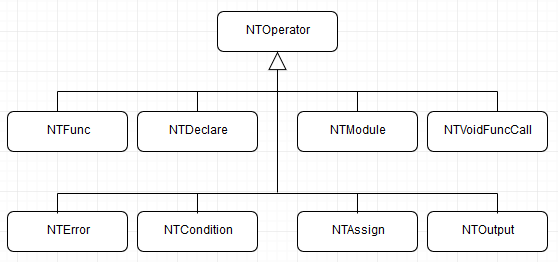 NTOperator
NTFunc NTDeclare NTModule NTVoidFuncCall
NTError NTCondition NTAssign NTOutput